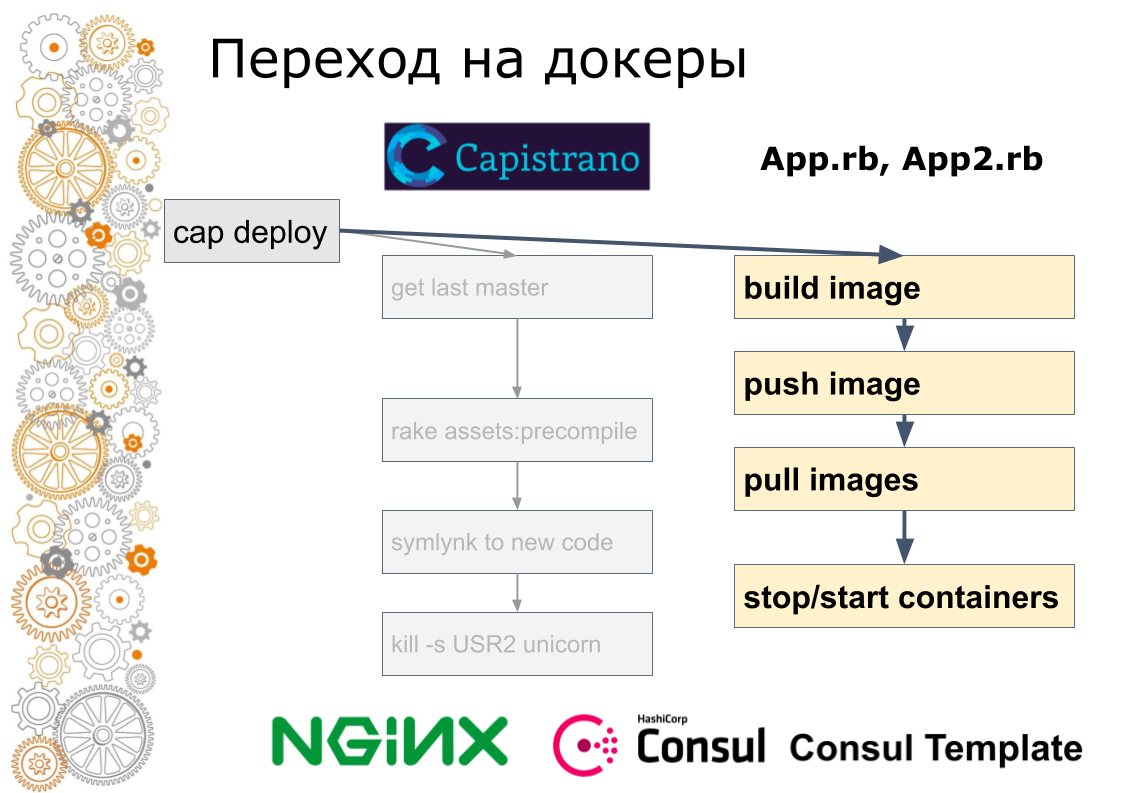 Переход на докеры
Capistrano
App.rb, App2.rb
cap deploy
get last master
rake assets:precompile
symlynk to new code
kill -s USR2 unicorn
build image
push image
pull images
stop/start containers
NGiNX
HashiCorp
Consul
Consul Template